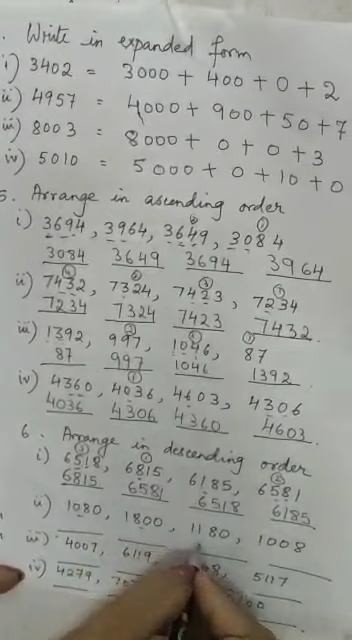 . Write in expanded form
i) 3402 = 3000 + 400 + 0 + 2
ii) 4957 = 4000 + 900 + 50 + 7
iii) 8003 = 8000 + 0 + 0 + 3
iv) 5010 = 5000 + 0 + 10 + 0
5. Arrange in ascending order
i) 3694, 3964, 3649, 3084
3084 3649 3694 3964
ii) 7432, 7324, 7423, 7234
7234 7324 7423 7432
iii) 1392, 997, 1046, 87
87 997 1046 1392
iv) 4360, 4036, 4603, 4306
4036 4306 4360 4603
6. Arrange in descending order
i) 6518, 6815, 6185, 6581
6815 6581 6518 6185
ii) 1080, 1800, 1180, 1008
iii) 4007, 6119, 5117
iv) 4279,